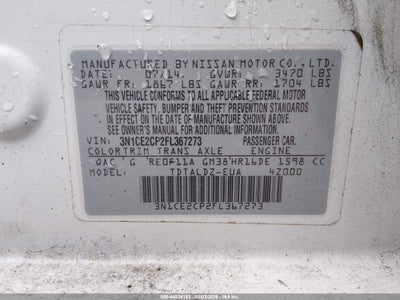 MANUFACTURED BY NISSAN MOTOR CO., LTD.
DATE: 07/14 GVWR: 3470 LBS
GAWR FR: 1867 LBS GAWR RR: 1704 LBS
THIS VEHICLE CONFORMS TO ALL APPLICABLE FEDERAL MOTOR
VEHICLE SAFETY, BUMPER AND THEFT PREVENTION STANDARDS
IN EFFECT ON THE DATE OF MANUFACTURE SHOWN ABOVE.
See OWNER'S MANUAL FOR MORE INFORMATION.
VIN: 3N1CE2CP2FL367273 PASSENGER CAR.
COLOR TRIM TRANS AXLE ENGINE
QAC G RE0F11A GM38 HR16DE 1598 CC
MODEL: TDTALDZ-EUA 4Z000
3N1CE2CP2FL367273